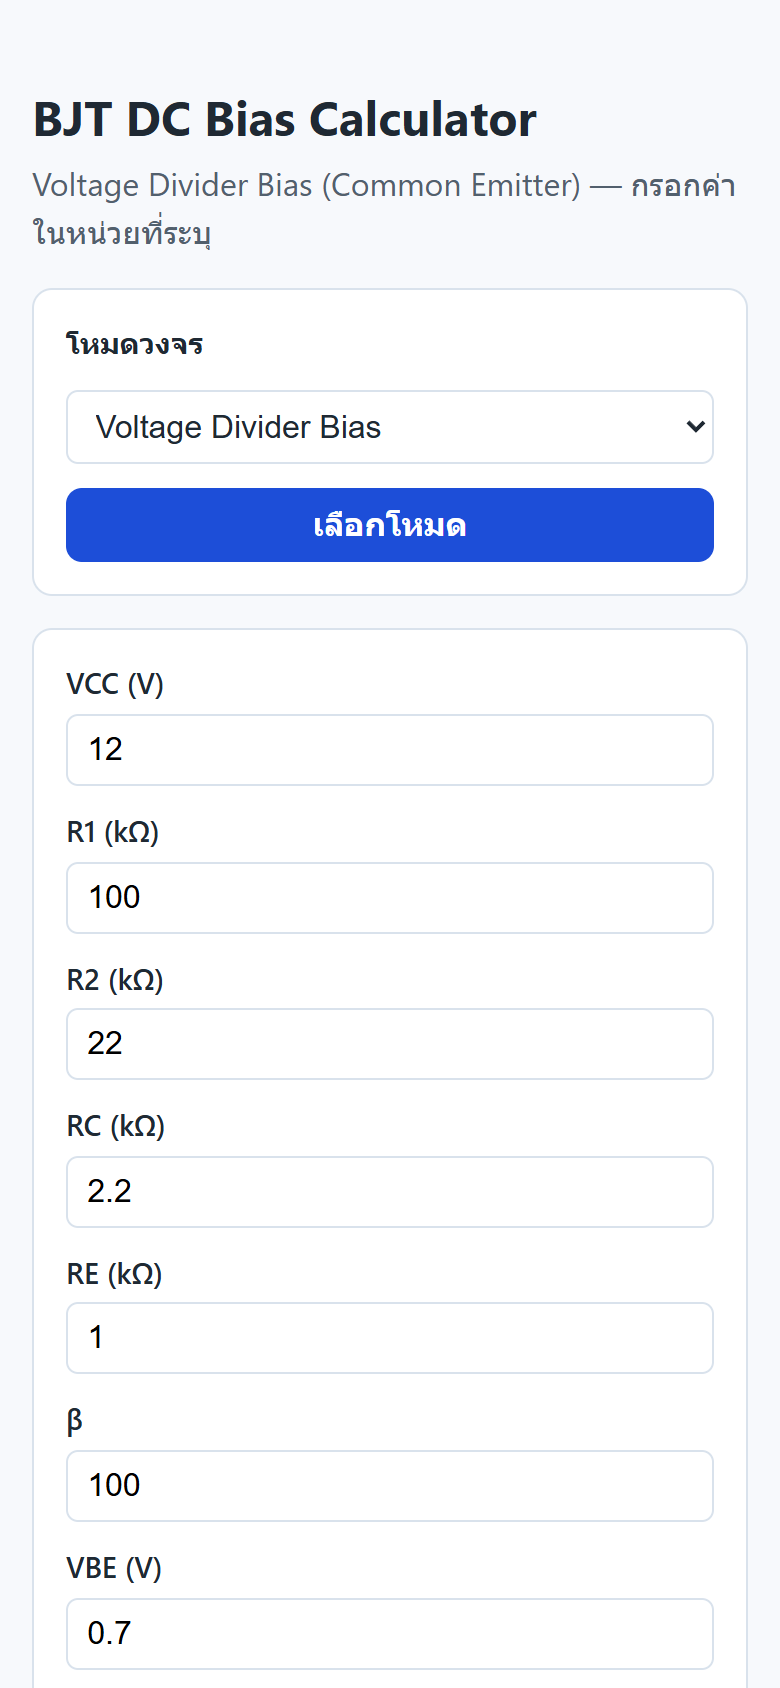 BJT DC Bias Calculator
Voltage Divider Bias (Common Emitter) — กรอกค่า
ในหน่วยที่ระบุ
โหมดวงจร
Voltage Divider Bias
เลือกโหมด
VCC (V)
12
R1 (kΩ)
100
R2 (kΩ)
22
RC (kΩ)
2.2
RE (kΩ)
1
β
100
VBE (V)
0.7